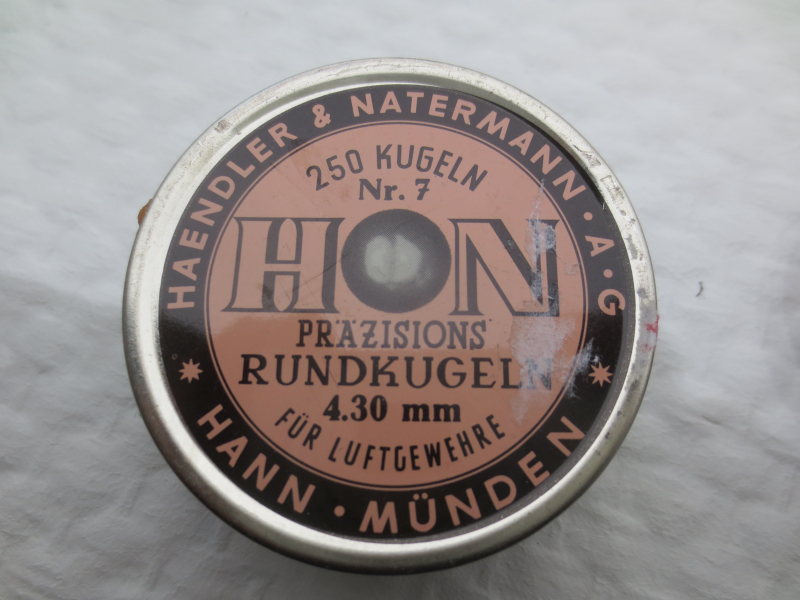 HAENDLER & NATERMANN · A · G
250 KUGELN
Nr. 7
HN
PRÄZISIONS
RUNDKUGELN
4.30 mm
FÜR LUFTGEWEHRE
HANN · MÜNDEN